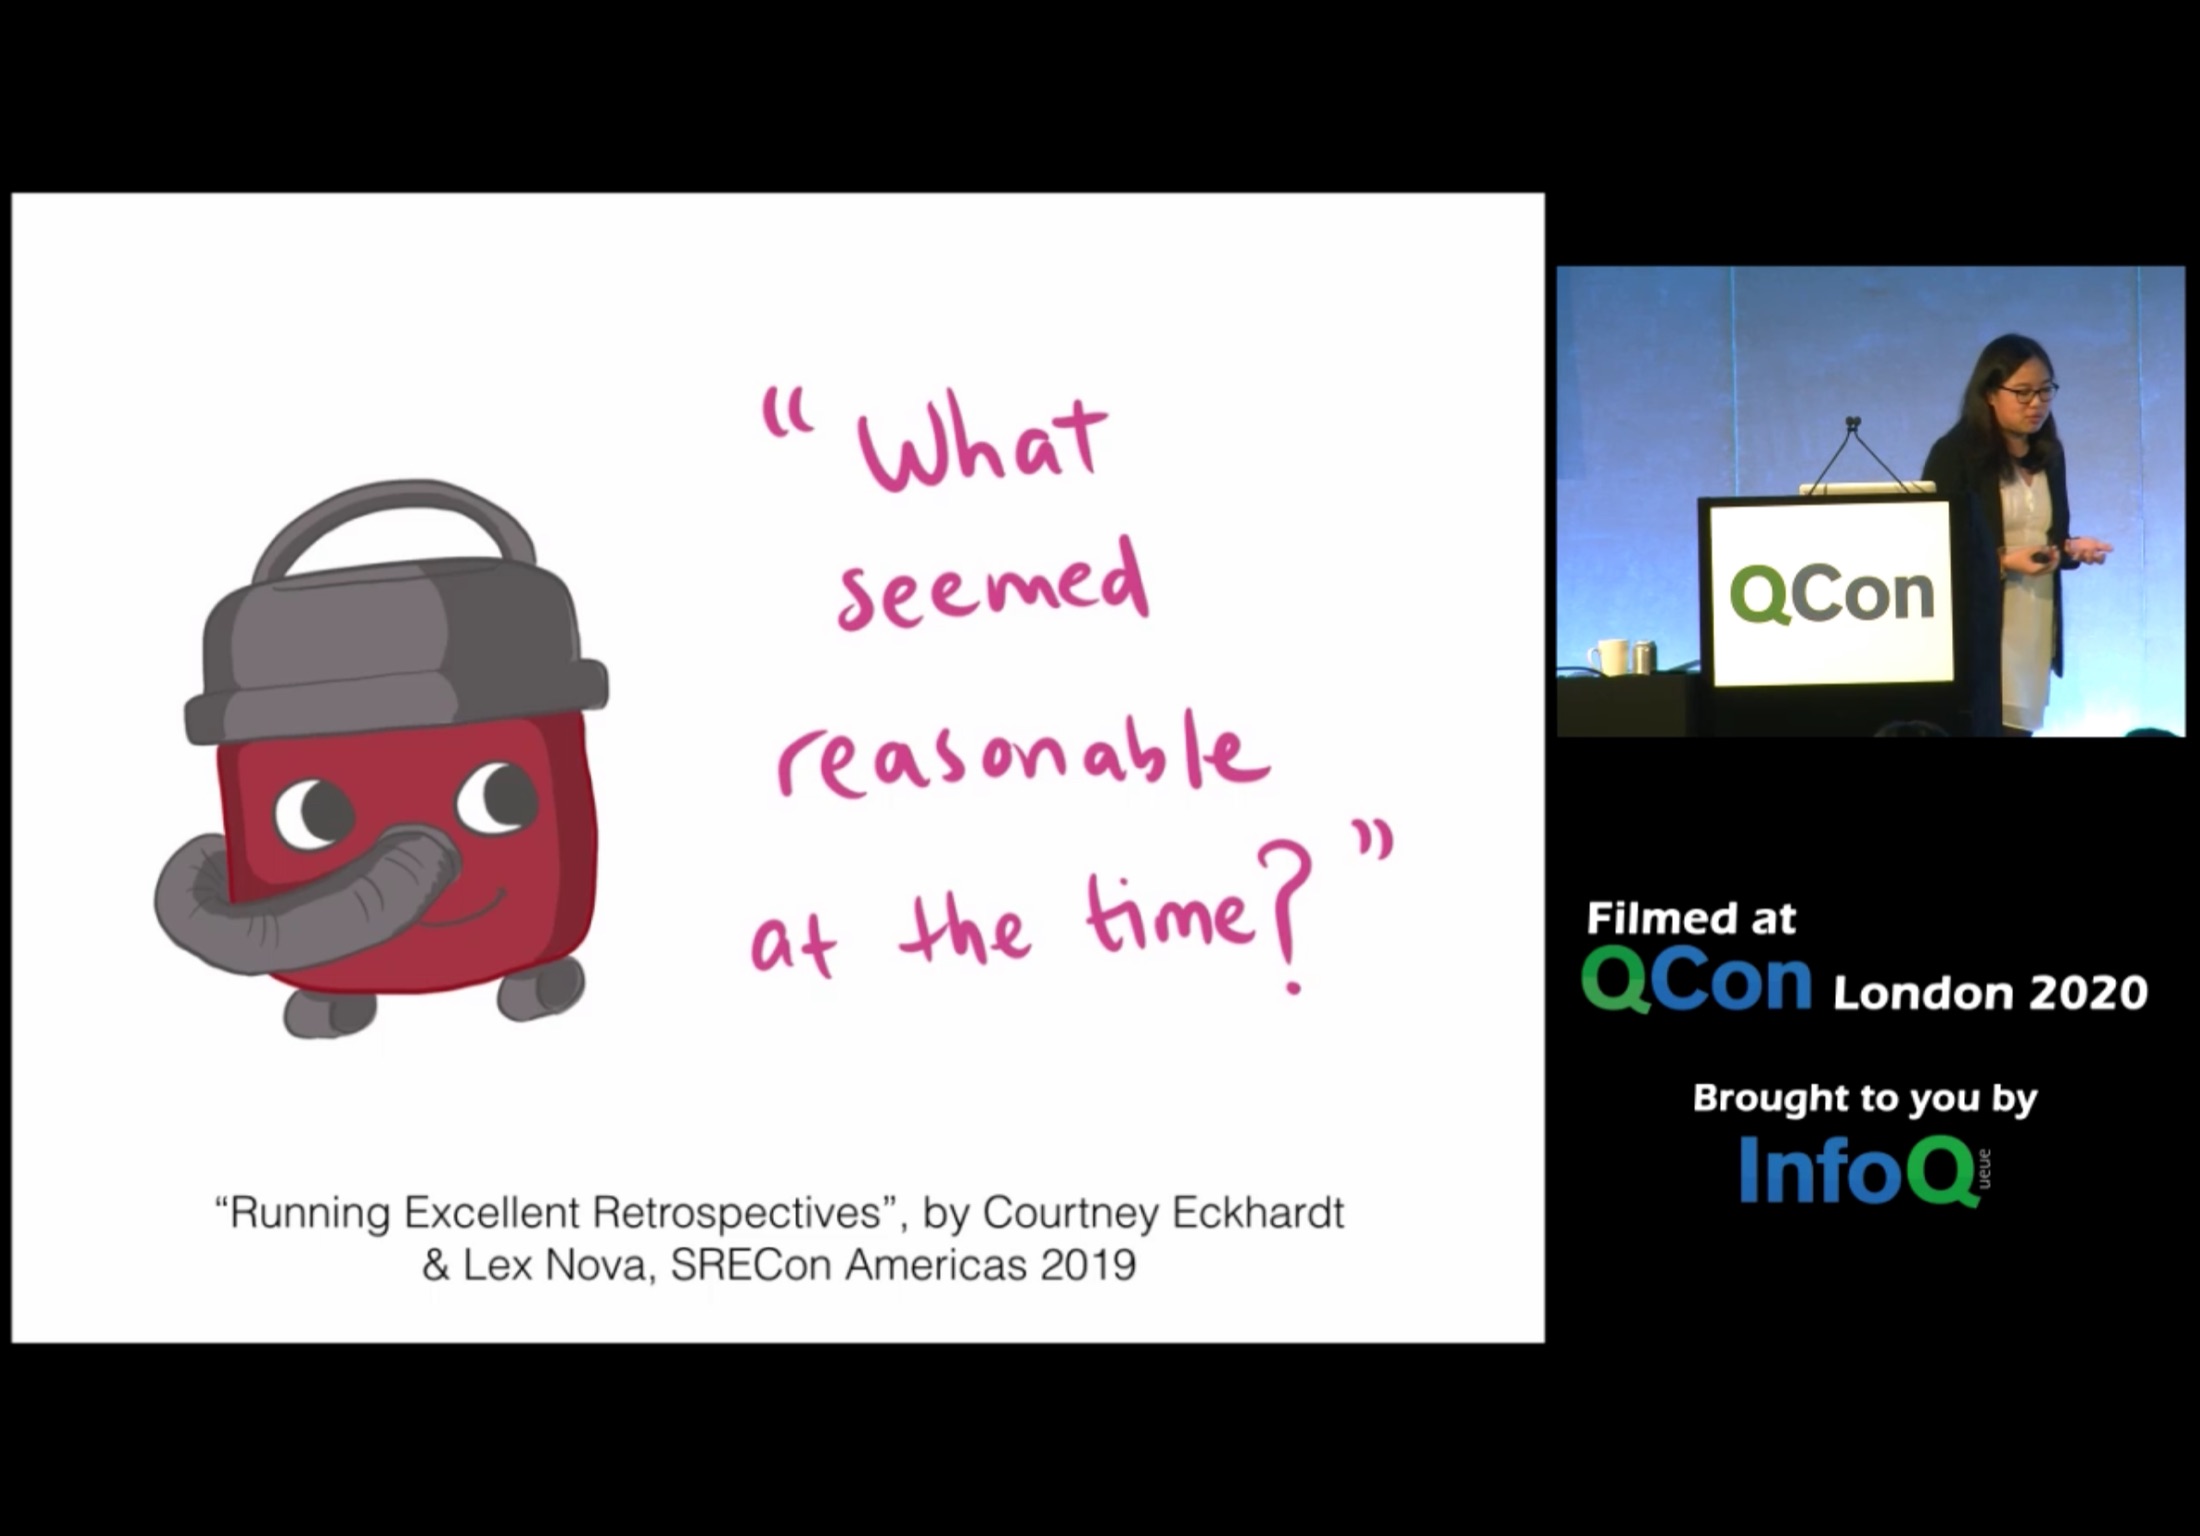 “What
seemed
reasonable
at the time?”
“Running Excellent Retrospectives”, by Courtney Eckhardt
& Lex Nova, SRECon Americas 2019
QCon
Filmed at
QCon London 2020
Brought to you by
InfoQ
ueue